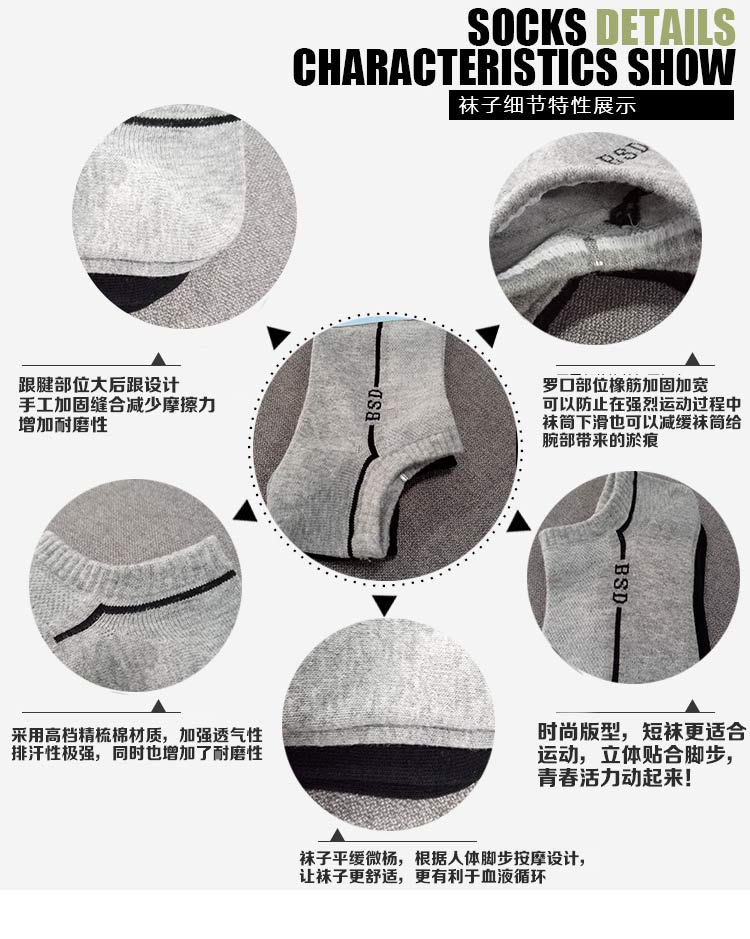 SOCKS DETAILS
CHARACTERISTICS SHOW
袜子细节特性展示
BSD
跟腱部位大后跟设计
手工加固缝合减少摩擦力
增加耐磨性
罗口部位橡筋加固加宽
可以防止在强烈运动过程中
袜筒下滑也可以减缓袜筒给
腕部带来的淤痕
BSD
BSD
采用高档精梳棉材质，加强透气性
排汗性极强，同时也增加了耐磨性
时尚版型，短袜更适合
运动，立体贴合脚步，
青春活力动起来！
袜子平缓微杨，根据人体脚步按摩设计，
让袜子更舒适，更有利于血液循环